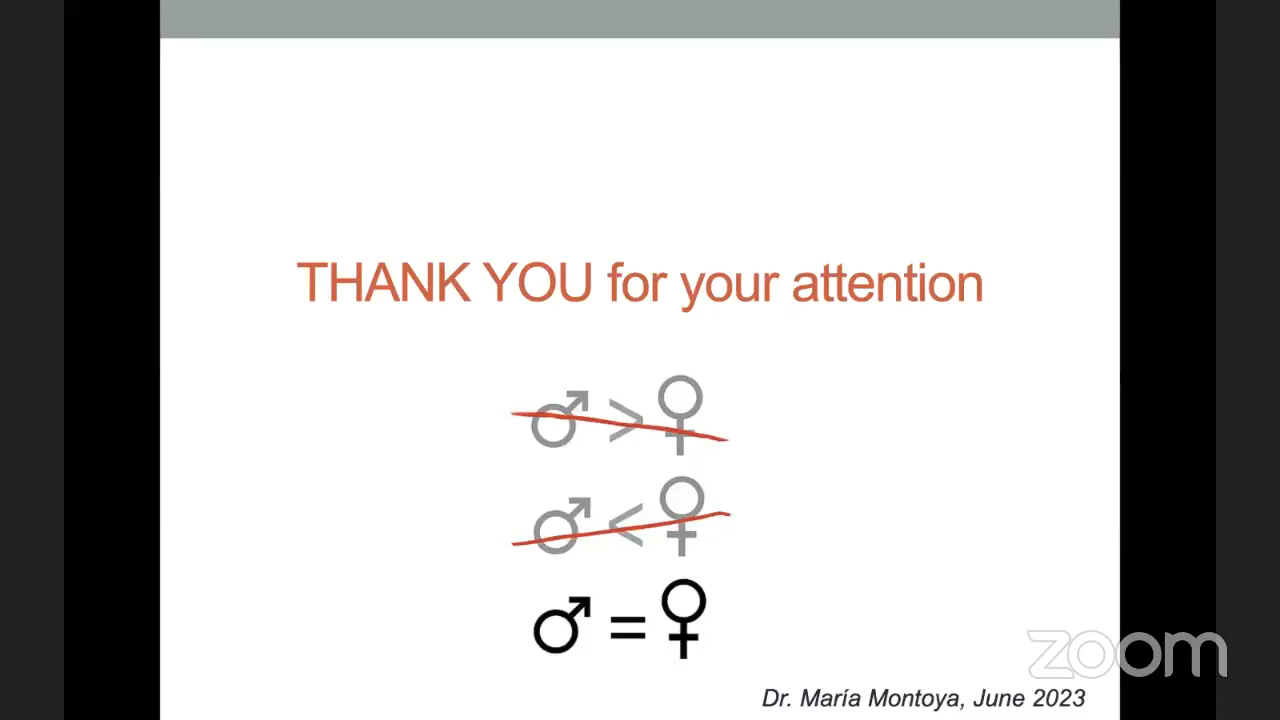 THANK YOU for your attention
♂ > ♀
♂ < ♀
♂ = ♀
zoom
Dr. María Montoya, June 2023